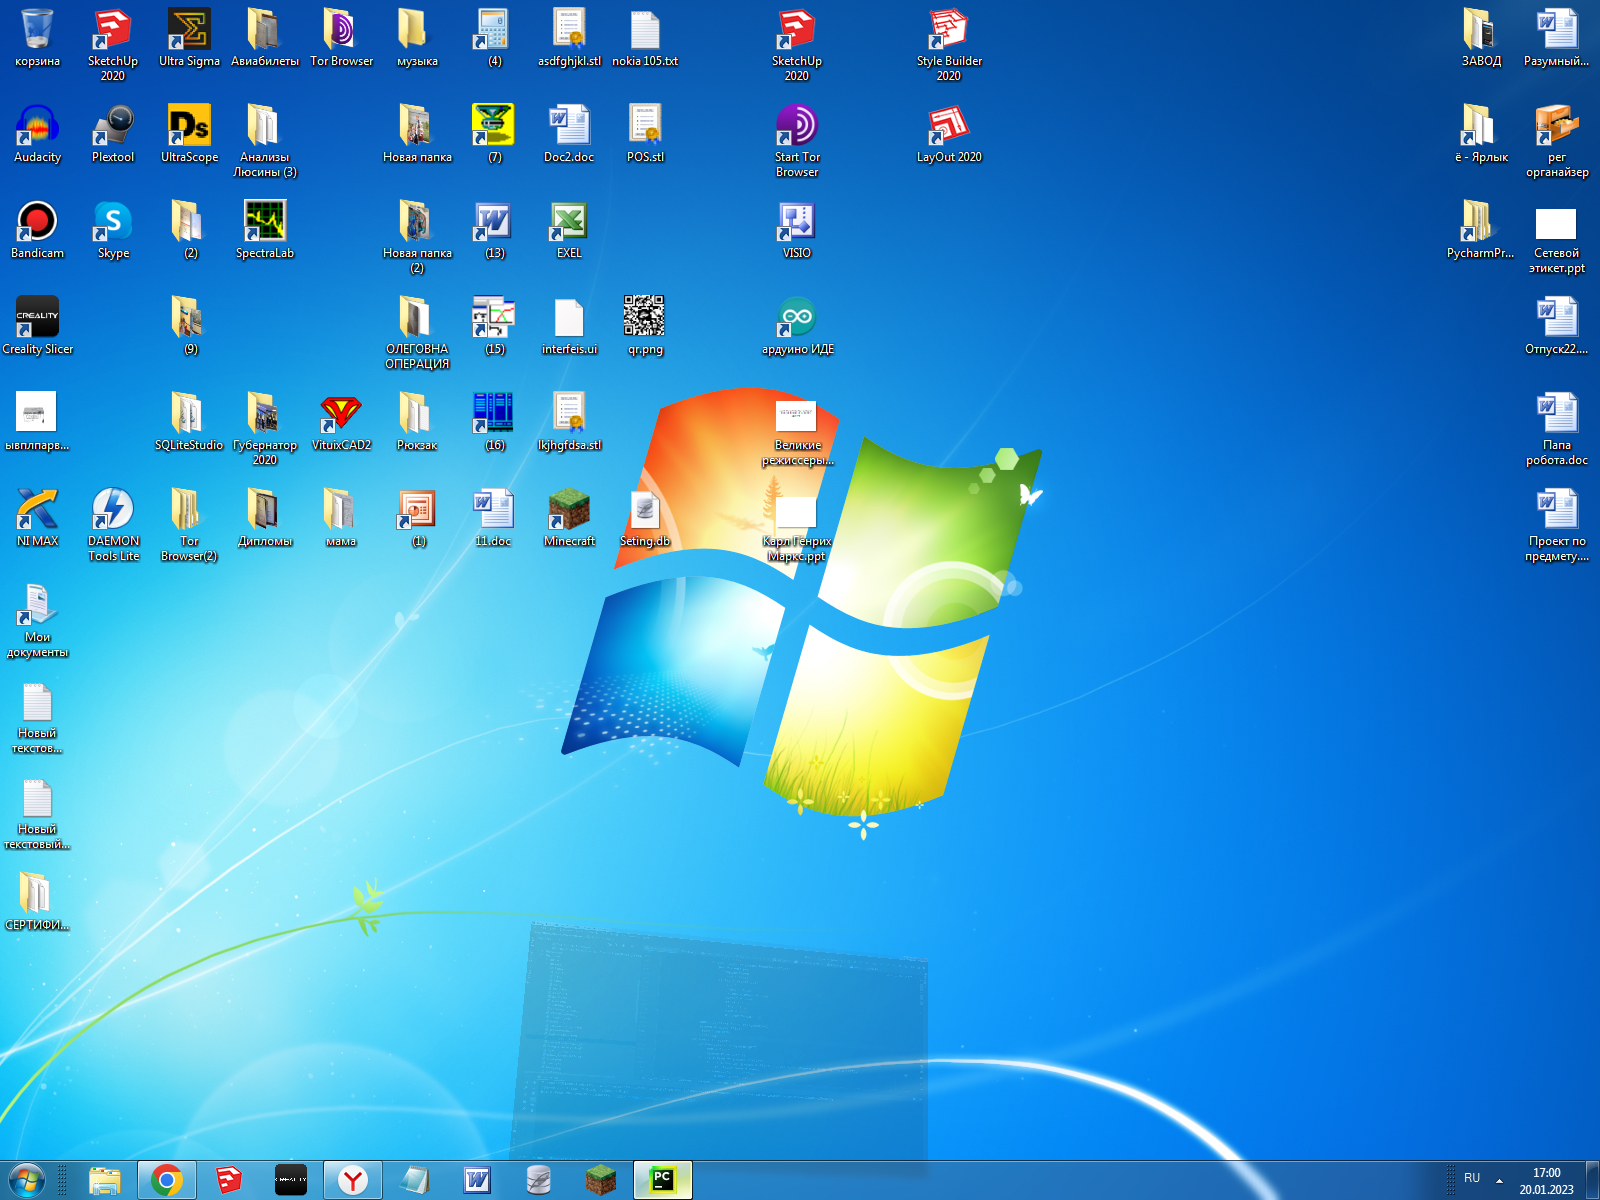 корзина
SketchUp 2020
Ultra Sigma
Авиабилеты
Tor Browser
музыка
(4)
asdfghjkl.stl
nokia 105.txt
SketchUp 2020
Style Builder 2020
ЗАВОД
Разумный...
Audacity
Plextool
Ds
UltraScope
Анализы Люсины (3)
Новая папка
(7)
Doc2.doc
POS.stl
Start Tor Browser
LayOut 2020
ё - Ярлык
рег органайзер
Bandicam
Skype
(2)
SpectraLab
Новая папка (2)
(13)
EXEL
VISIO
PycharmPr...
Сетевой этикет.ppt
CREALITY
Creality Slicer
(9)
ОЛЕГОВНА ОПЕРАЦИЯ
(15)
interfeis.ui
qr.png
ардуино ИДЕ
Отпуск22....
ывплпарв...
SQLiteStudio
Губернатор 2020
VituixCAD2
Рюкзак
(16)
lkjhgfdsa.stl
Великие режиссеры...
Папа робота.doc
NI MAX
DAEMON Tools Lite
Tor Browser(2)
Дипломы
мама
(1)
11.doc
Minecraft
Seting.db
Карл Генрих Маркс.ppt
Проект по предмету....
Мои документы
Новый текстов...
Новый текстовый...
СЕРТИФИ...
CREALITY
PC
RU
17:00
20.01.2023